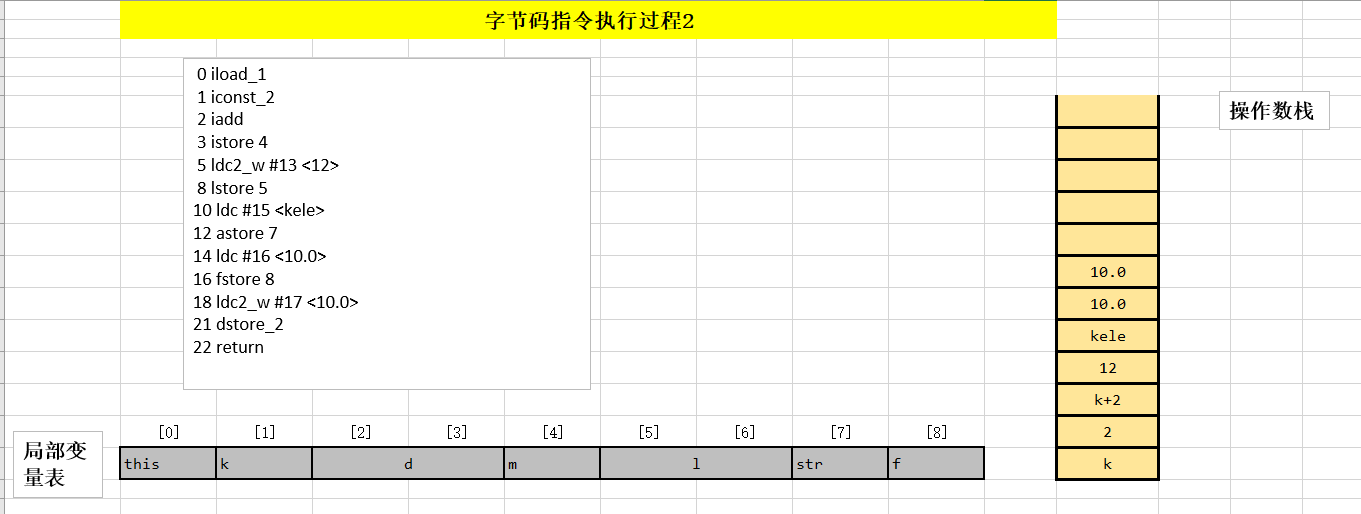 字节码指令执行过程2
0 iload_1
1 iconst_2
2 iadd
3 istore 4
5 ldc2_w #13 <12>
8 lstore 5
10 ldc #15 <kele>
12 astore 7
14 ldc #16 <10.0>
16 fstore 8
18 ldc2_w #17 <10.0>
21 dstore_2
22 return
操作数栈
10.0
10.0
kele
12
k+2
2
k
[0] [1] [2] [3] [4] [5] [6] [7] [8]
局部变
量表
this k d m l str f